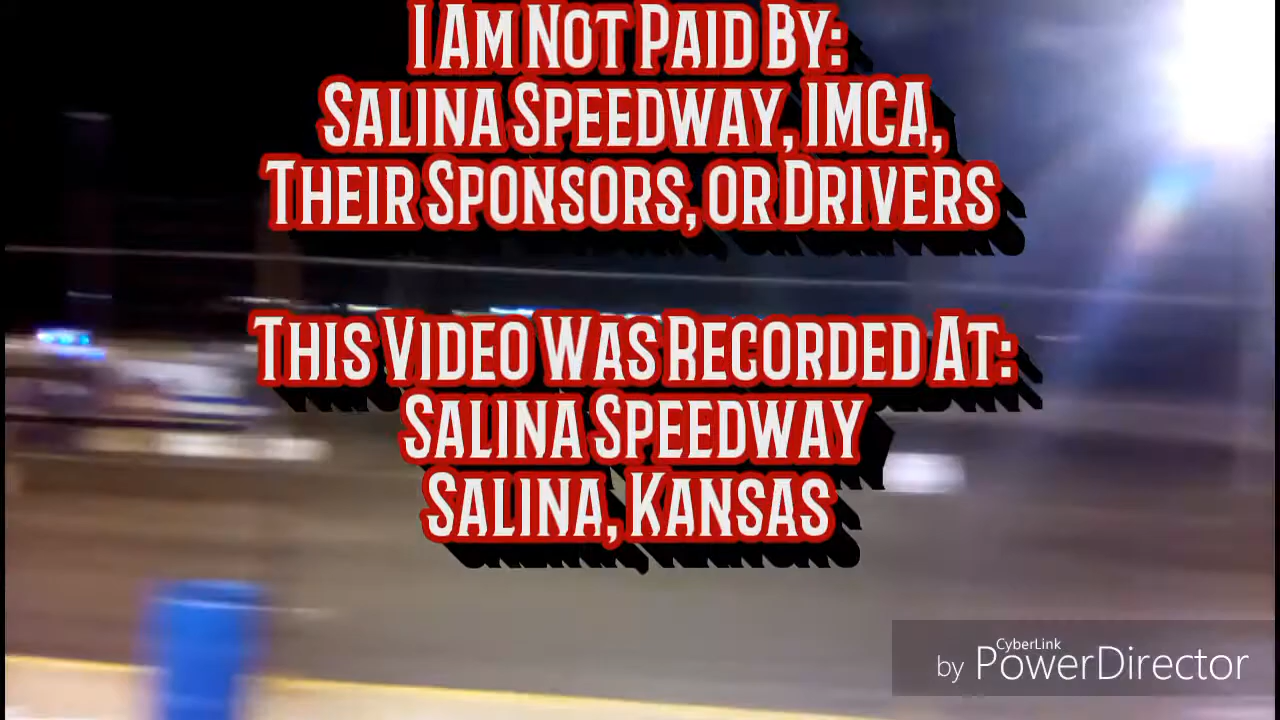 I Am Not Paid By:
Salina Speedway, IMCA,
Their Sponsors, or Drivers
This Video Was Recorded At:
Salina Speedway
Salina, Kansas
CyberLink
by PowerDirector